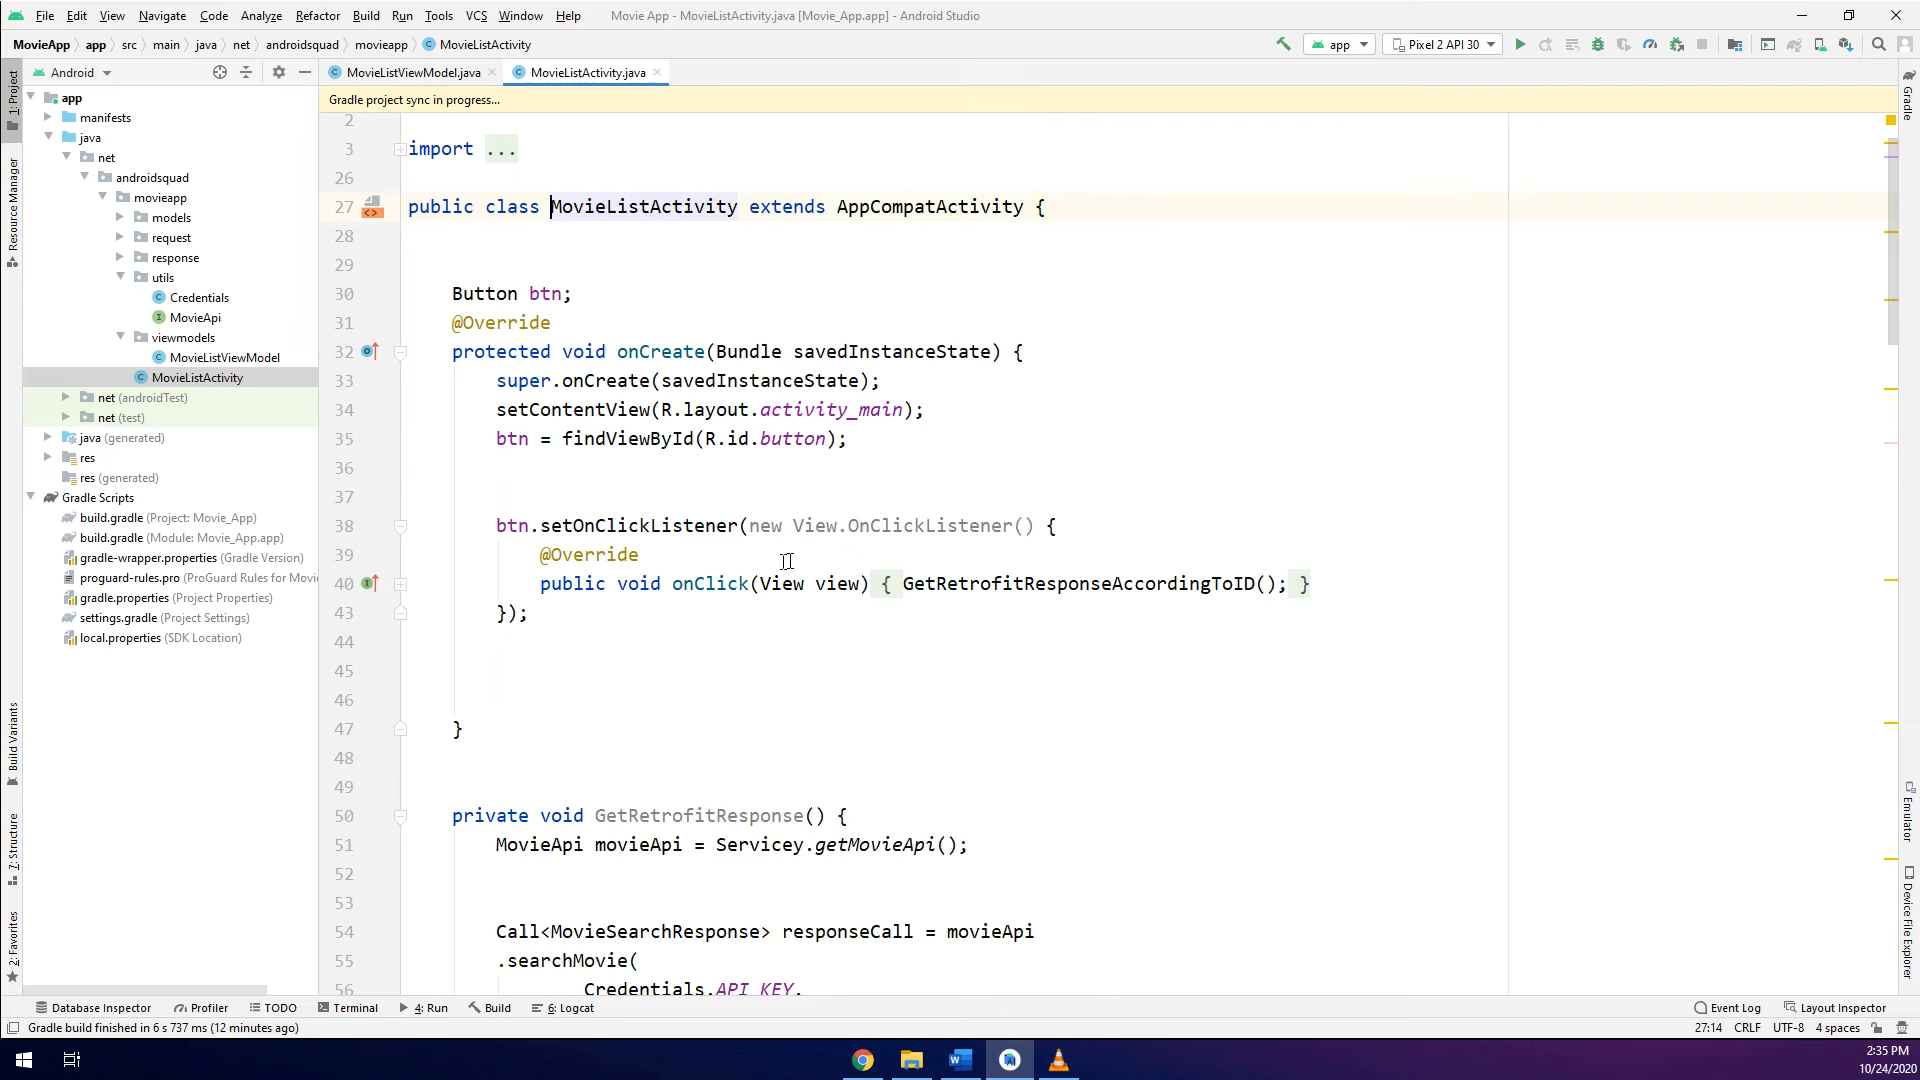 File Edit View Navigate Code Analyze Refactor Build Run Tools VCS Window Help Movie App - MovieListActivity.java [Movie_App.app] - Android Studio
MovieApp app src main java net androidsquad movieapp MovieListActivity app Pixel 2 API 30
Android MovieListViewModel.java MovieListActivity.java
Gradle project sync in progress...
1: Project
Resource Manager
Build Variants
7: Structure
2: Favorites
app
manifests
java
net
androidsquad
movieapp
models
request
response
utils
Credentials
MovieApi
viewmodels
MovieListViewModel
MovieListActivity
net (androidTest)
net (test)
java (generated)
res
res (generated)
Gradle Scripts
build.gradle (Project: Movie_App)
build.gradle (Module: Movie_App.app)
gradle-wrapper.properties (Gradle Version)
proguard-rules.pro (ProGuard Rules for Movi
gradle.properties (Project Properties)
settings.gradle (Project Settings)
local.properties (SDK Location)
2
3 import ...
26
27 public class MovieListActivity extends AppCompatActivity {
28
29
30 Button btn;
31 @Override
32 protected void onCreate(Bundle savedInstanceState) {
33 super.onCreate(savedInstanceState);
34 setContentView(R.layout.activity_main);
35 btn = findViewById(R.id.button);
36
37
38 btn.setOnClickListener(new View.OnClickListener() {
39 @Override
40 public void onClick(View view) { GetRetrofitResponseAccordingToID(); }
43 });
44
45
46
47 }
48
49
50 private void GetRetrofitResponse() {
51 MovieApi movieApi = Servicey.getMovieApi();
52
53
54 Call<MovieSearchResponse> responseCall = movieApi
55 .searchMovie(
56 Credentials.API_KEY,
Gradle
Emulator
Device File Explorer
Database Inspector Profiler TODO Terminal 4: Run Build 6: Logcat Event Log Layout Inspector
Gradle build finished in 6 s 737 ms (12 minutes ago) 27:14 CRLF UTF-8 4 spaces
2:35 PM
10/24/2020